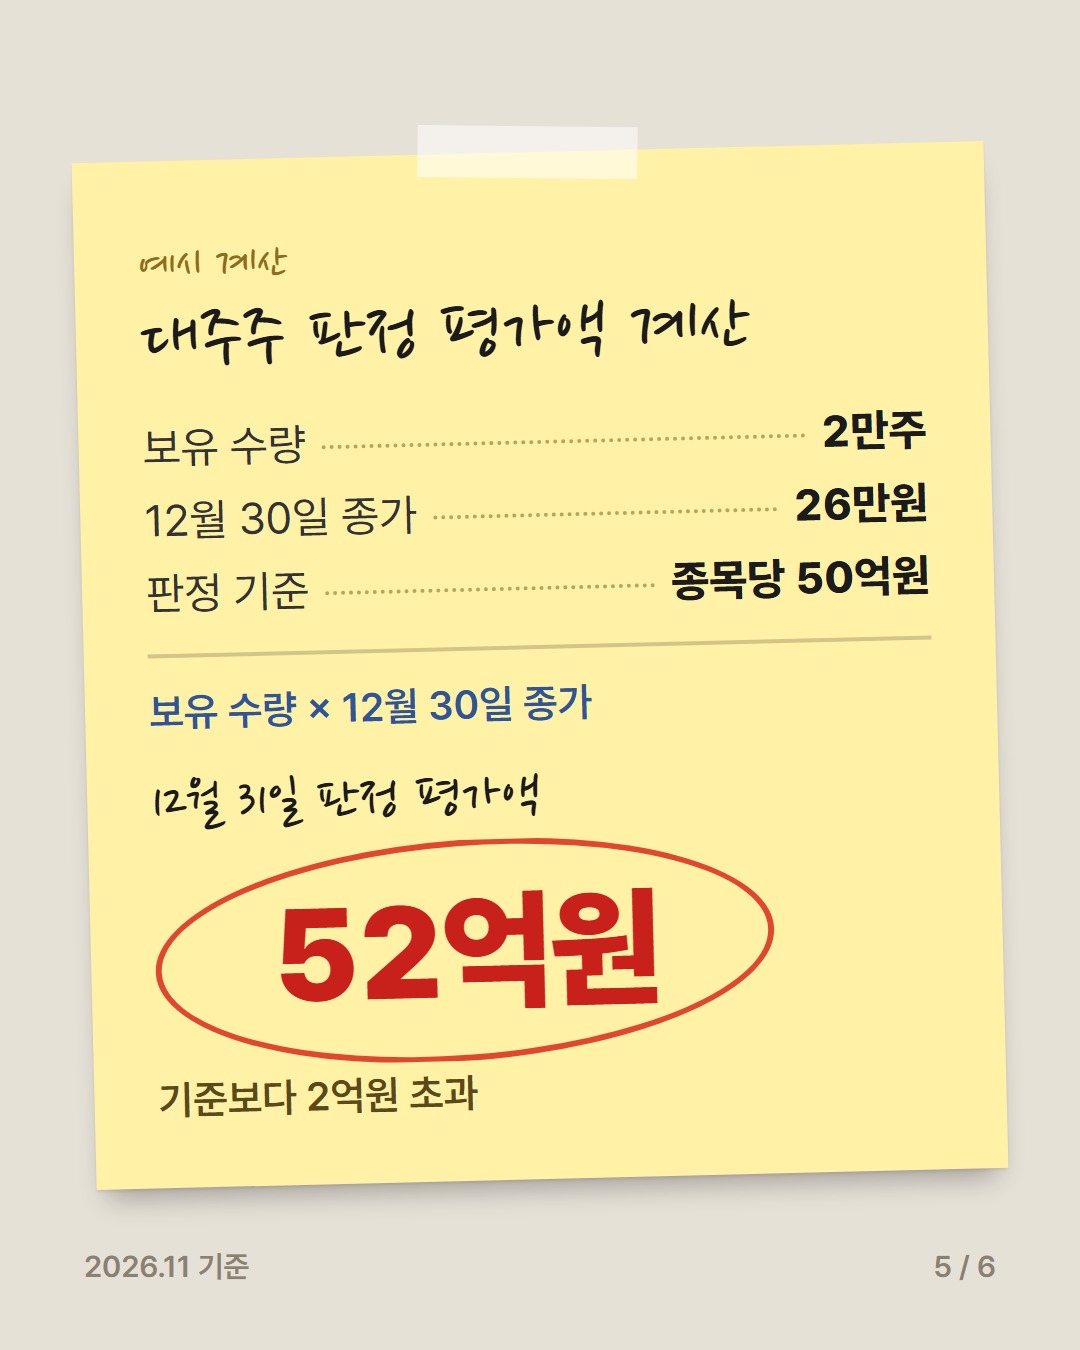 예시 계산
대주주 판정 평가액 계산
보유 수량 2만주
12월 30일 종가 26만원
판정 기준 종목당 50억원
보유 수량 × 12월 30일 종가
12월 31일 판정 평가액
52억원
기준보다 2억원 초과
2026.11 기준
5 / 6